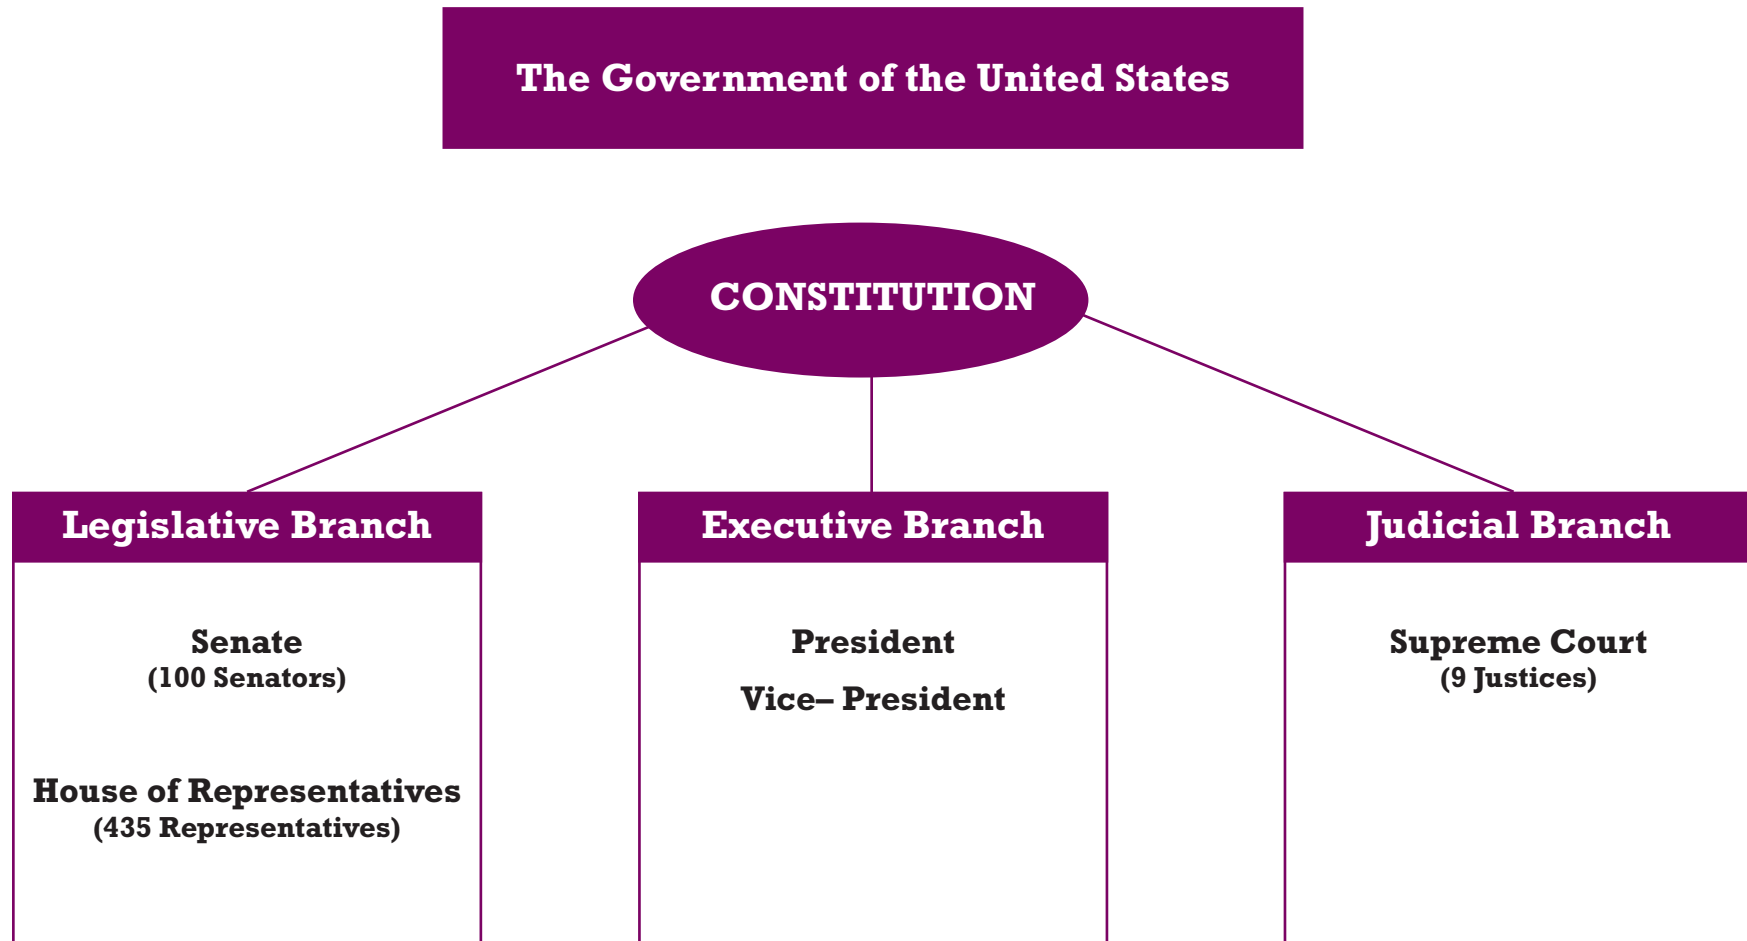 The Government of the United States
CONSTITUTION
Legislative Branch
Senate
(100 Senators)
House of Representatives
(435 Representatives)
Executive Branch
President
Vice– President
Judicial Branch
Supreme Court
(9 Justices)